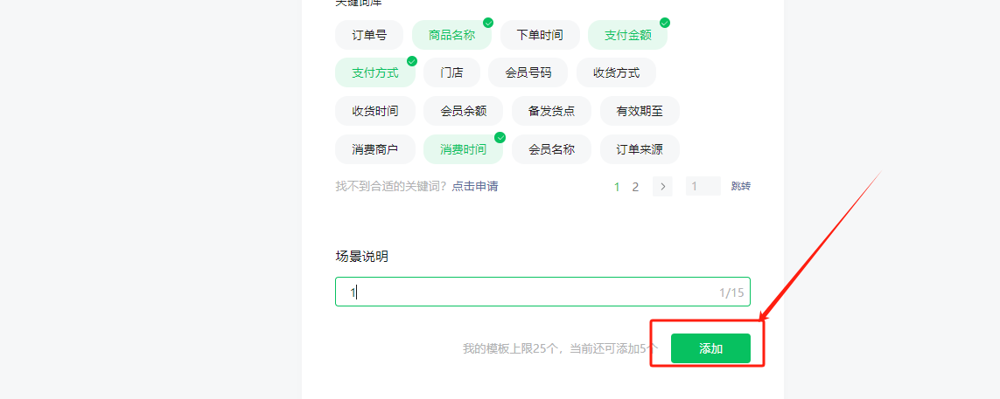 关键词库
订单号 商品名称 下单时间 支付金额
支付方式 门店 会员号码 收货方式
收货时间 会员余额 备发货点 有效期至
消费商户 消费时间 会员名称 订单来源
找不到合适的关键词？点击申请 1 2 > 1 跳转
场景说明
1 1/15
我的模板上限25个，当前还可添加5个 添加